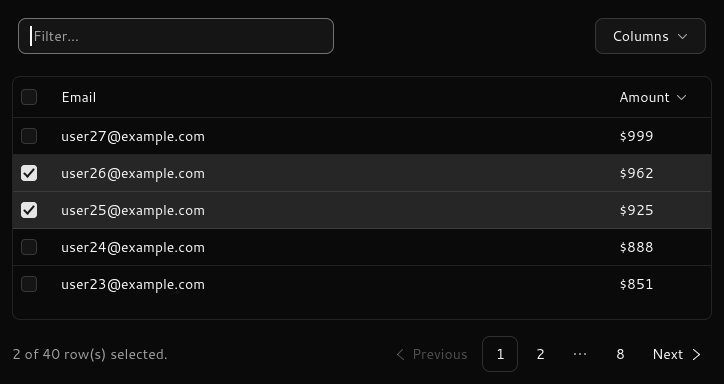 Filter... Columns
Email Amount
user27@example.com $999
user26@example.com $962
user25@example.com $925
user24@example.com $888
user23@example.com $851
2 of 40 row(s) selected. Previous 1 2 ··· 8 Next